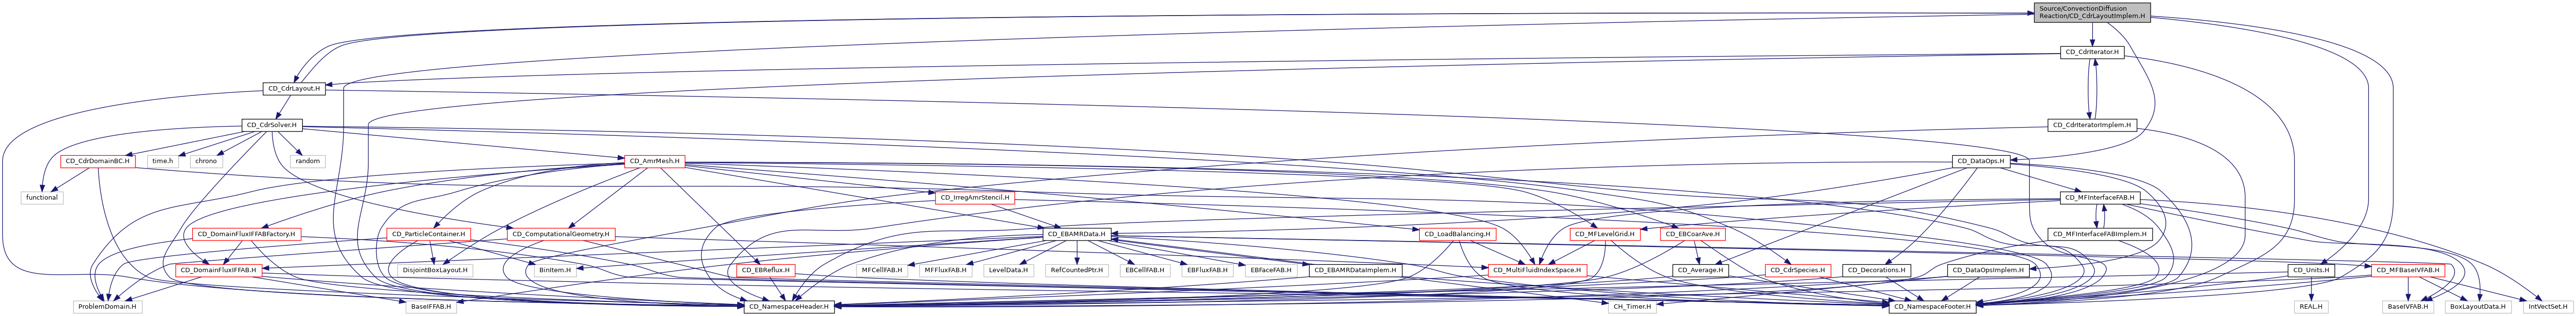 Source/ConvectionDiffusion
Reaction/CD_CdrLayoutImplem.H
CD_CdrIterator.H
CD_CdrLayout.H
CD_CdrSolver.H
CD_CdrIteratorImplem.H
CD_CdrDomainBC.H
time.h
chrono
random
CD_AmrMesh.H
CD_DataOps.H
functional
CD_IrregAmrStencil.H
CD_MFInterfaceFAB.H
CD_DomainFluxIFFABFactory.H
CD_ParticleContainer.H
CD_ComputationalGeometry.H
CD_EBAMRData.H
CD_LoadBalancing.H
CD_MFLevelGrid.H
CD_EBCoarAve.H
CD_MFInterfaceFABImplem.H
CD_DomainFluxIFFAB.H
DisjointBoxLayout.H
BinItem.H
CD_EBReflux.H
MFCellFAB.H
MFFluxFAB.H
LevelData.H
RefCountedPtr.H
EBCellFAB.H
EBFluxFAB.H
EBFaceFAB.H
CD_EBAMRDataImplem.H
CD_MultiFluidIndexSpace.H
CD_Average.H
CD_CdrSpecies.H
CD_Decorations.H
CD_DataOpsImplem.H
CD_Units.H
CD_MFBaseIVFAB.H
ProblemDomain.H
BaseIFFAB.H
CD_NamespaceHeader.H
CH_Timer.H
CD_NamespaceFooter.H
REAL.H
BaseIVFAB.H
BoxLayoutData.H
IntVectSet.H